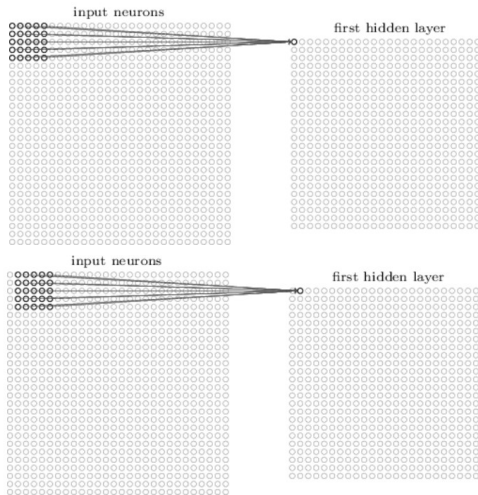 input neurons
first hidden layer
input neurons
first hidden layer